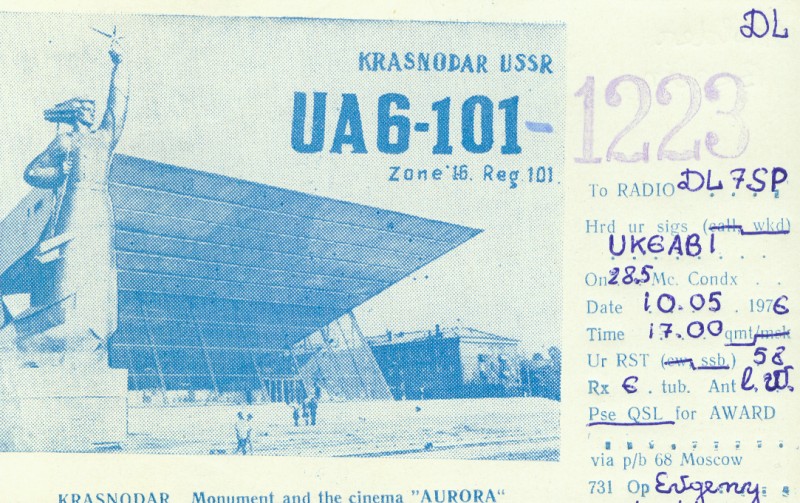 DL
KRASNODAR USSR
UA6-101-
1223
Zone 16. Reg 101.
To RADIO DL7SP
Hrd ur sigs (call, wkd)
UK6ABI
On 28.5 Mc. Condx . .
Date 10.05 . 1976
Time 17.00 gmt/msk
Ur RST (cw, ssb.) 58
Rx 6 . tub. Ant L.W.
Pse QSL for AWARD
via p/b 68 Moscow
731 Op Evgeny
KRASNODAR Monument and the cinema "AURORA"